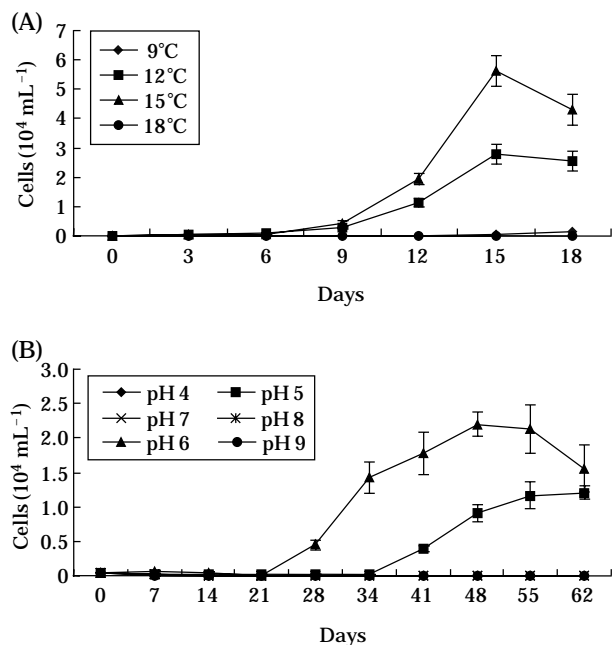 (A)
Cells (10⁴ mL⁻¹)
7
6
5
4
3
2
1
0
9°C
12°C
15°C
18°C
0 3 6 9 12 15 18
Days
(B)
Cells (10⁴ mL⁻¹)
3.0
2.5
2.0
1.5
1.0
0.5
0
pH 4 pH 5
pH 7 pH 8
pH 6 pH 9
0 7 14 21 28 34 41 48 55 62
Days